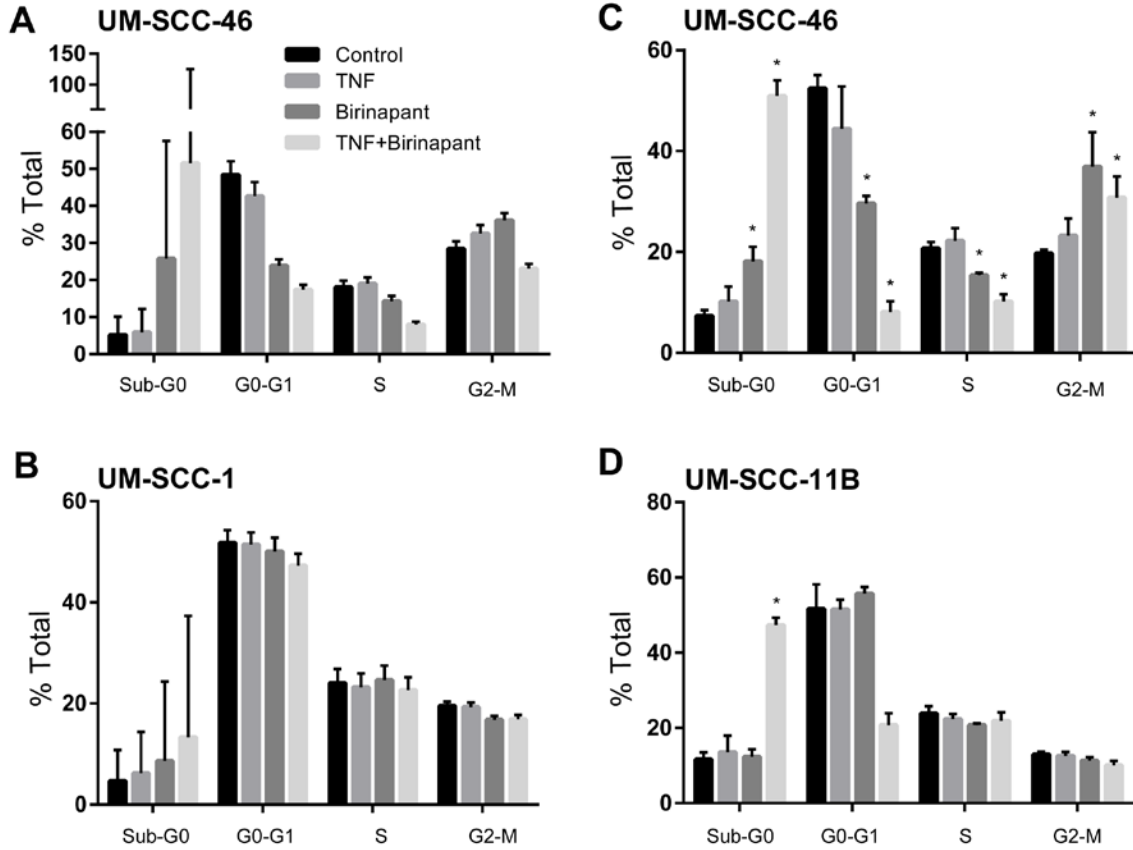 A
UM-SCC-46
150
100
60
50
40
30
20
10
0
% Total
Control
TNF
Birinapant
TNF+Birinapant
Sub-G0
G0-G1
S
G2-M
C
UM-SCC-46
60
40
20
0
% Total
*
*
*
*
*
*
*
*
Sub-G0
G0-G1
S
G2-M
B
UM-SCC-1
60
40
20
0
% Total
Sub-G0
G0-G1
S
G2-M
D
UM-SCC-11B
80
60
40
20
0
% Total
*
Sub-G0
G0-G1
S
G2-M